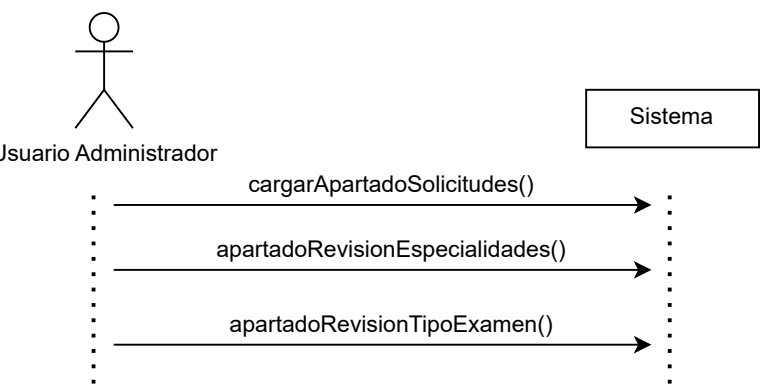 Sistema
Usuario Administrador
cargarApartadoSolicitudes()
apartadoRevisionEspecialidades()
apartadoRevisionTipoExamen()